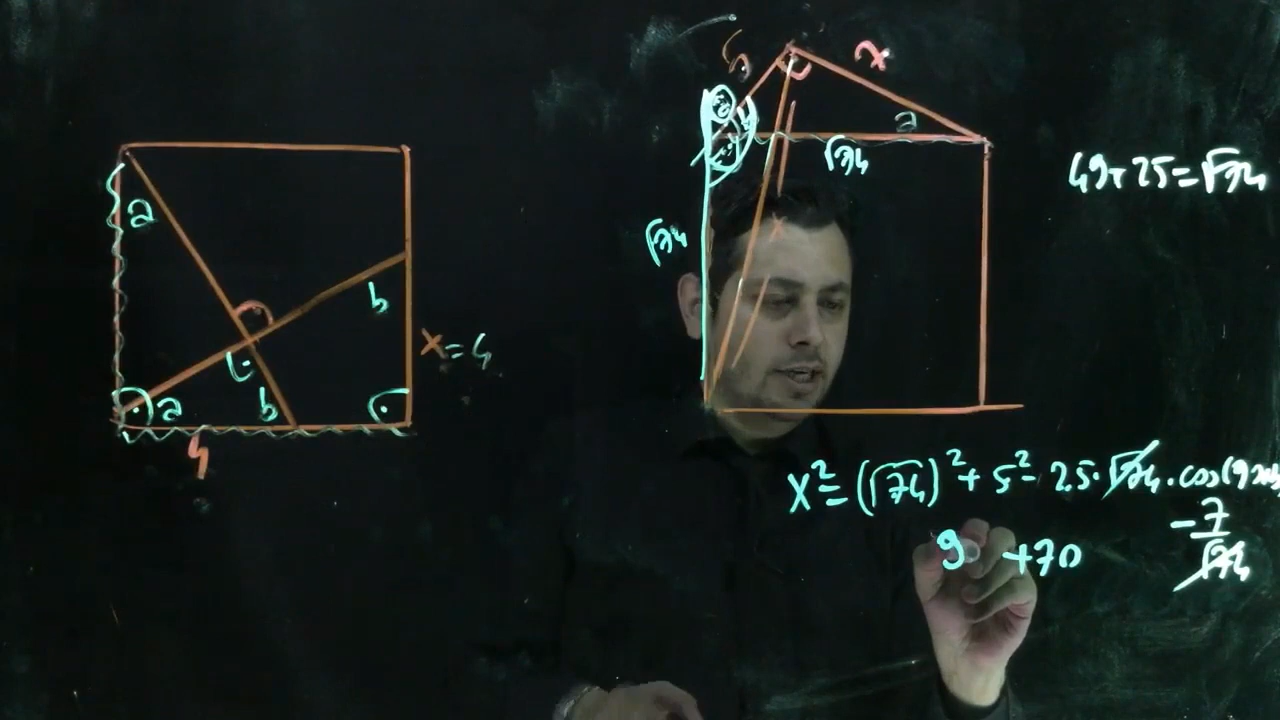 a
b
a
b
x = 4
4
5
x
a
√74
√74
49 + 25 = √74
x² = (√74)² + 5² - 2.5.√74.cos(90
-7
√74
9
+70